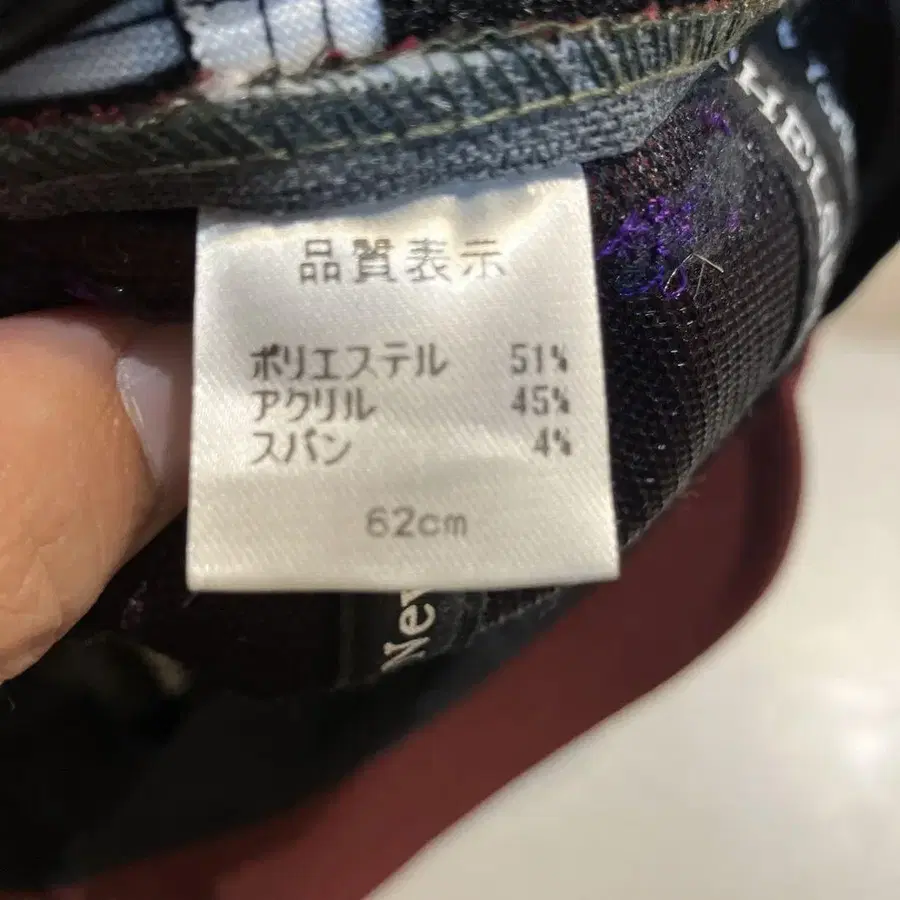 品質表示
ポリエステル 51%
アクリル 45%
スパン 4%
62cm